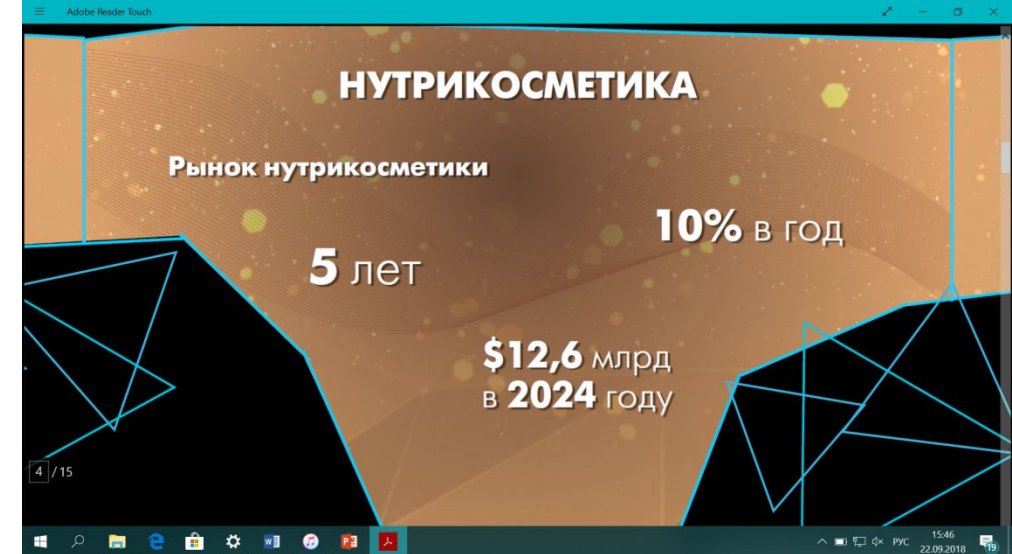 Adobe Reader Touch
НУТРИКОСМЕТИКА
Рынок нутрикосметики
10% в год
5 лет
$12,6 млрд
в 2024 году
4 / 15
РУС
15:46
22.09.2018
19